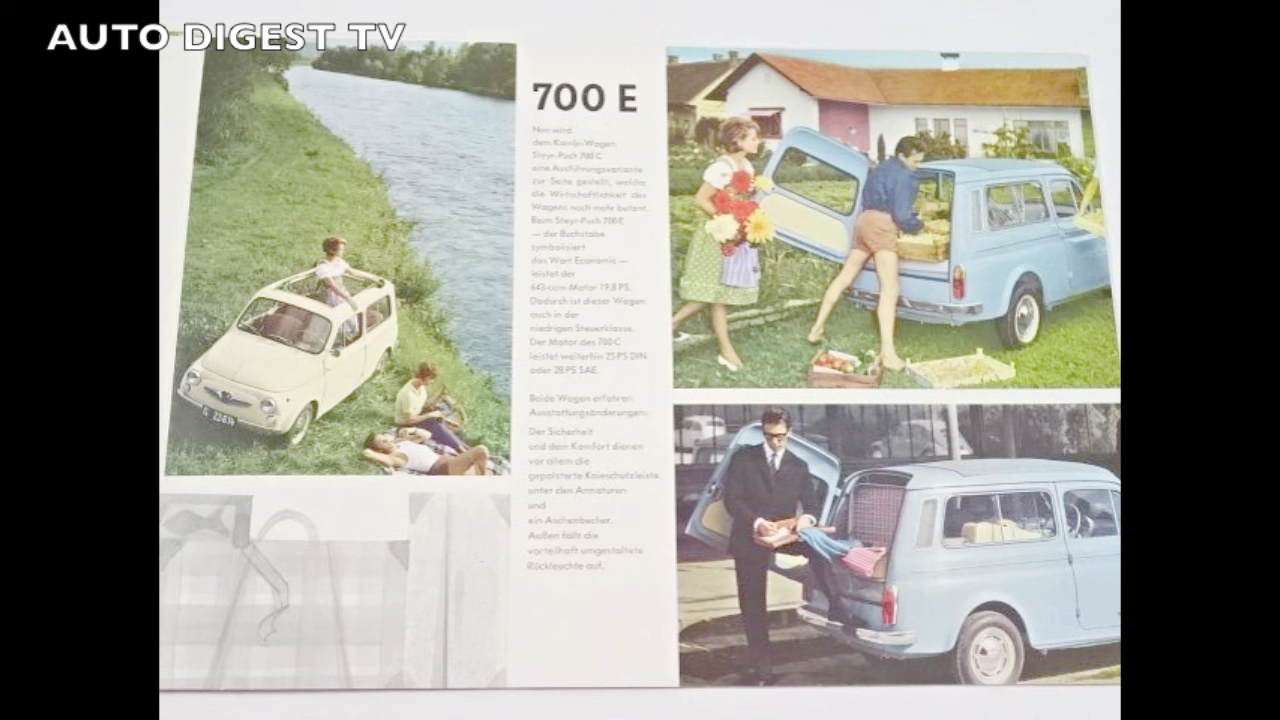 AUTO DIGEST TV
700 E
Nun wird
dem Kombi-Wagen
Steyr-Puch 700 C
eine Ausführungsvariante
zur Seite gestellt, welche
die Wirtschaftlichkeit des
Wagens noch mehr betont.
Beim Steyr-Puch 700 E
— der Buchstabe
symbolisiert
das Wort Economic —
leistet der
643-ccm-Motor 19,8 PS.
Dadurch ist dieser Wagen
auch in der
niedrigen Steuerklasse.
Der Motor des 700 C
leistet weiterhin 25 PS DIN
oder 28 PS SAE.
Beide Wagen erfahren
Ausstattungsänderungen:
Der Sicherheit
und dem Komfort dienen
vor allem die
gepolsterte Knieschutzleiste
unter den Armaturen
und
ein Aschenbecher.
Außen fällt die
vorteilhaft umgestaltete
Rückleuchte auf.